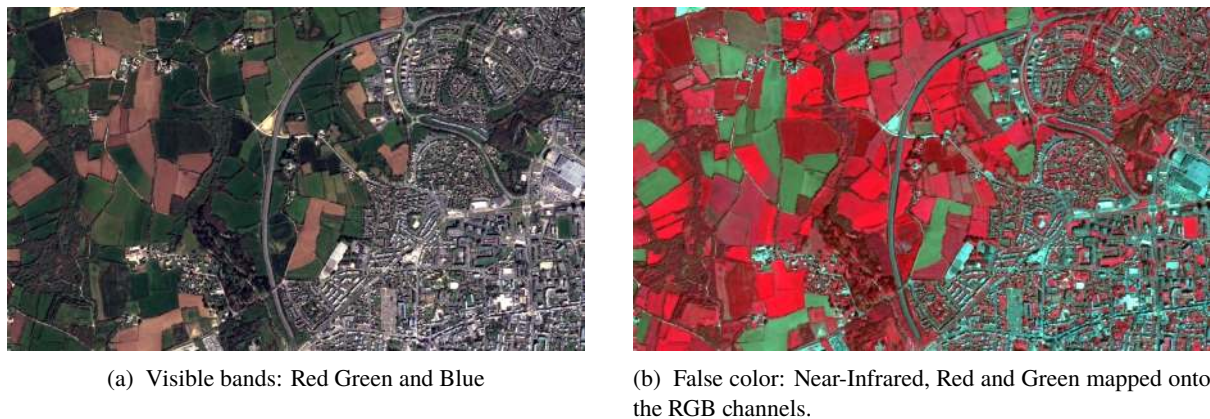 (a) Visible bands: Red Green and Blue
(b) False color: Near-Infrared, Red and Green mapped onto
the RGB channels.